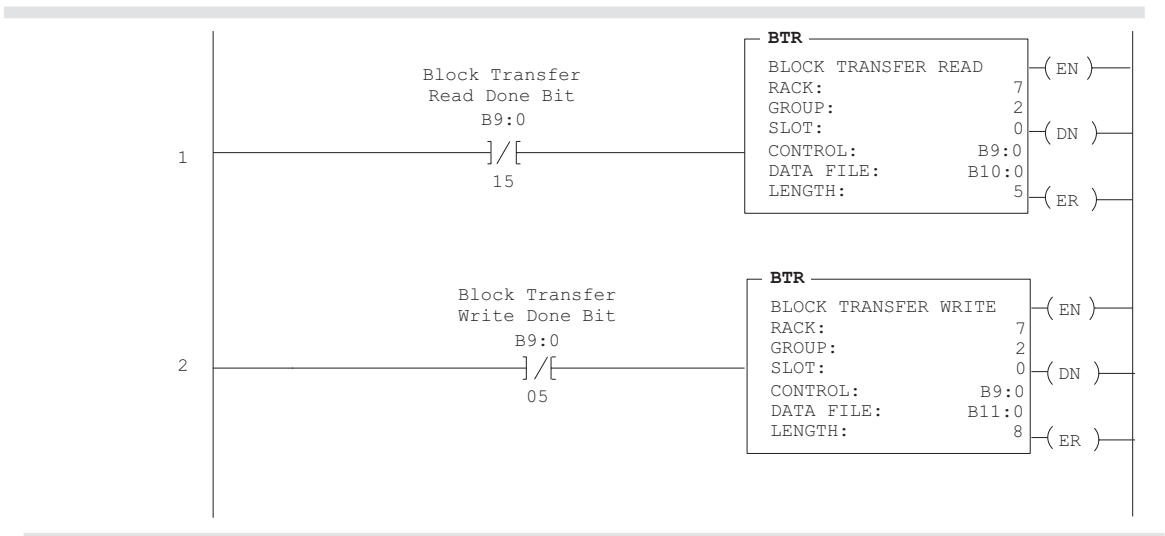 BTR
BLOCK TRANSFER READ
RACK: 7
GROUP: 2
SLOT: 0
CONTROL: B9:0
DATA FILE: B10:0
LENGTH: 5
( EN )
( DN )
( ER )
Block Transfer
Read Done Bit
B9:0
1
]/[
15
BTR
BLOCK TRANSFER WRITE
RACK: 7
GROUP: 2
SLOT: 0
CONTROL: B9:0
DATA FILE: B11:0
LENGTH: 8
( EN )
( DN )
( ER )
Block Transfer
Write Done Bit
B9:0
2
]/[
05